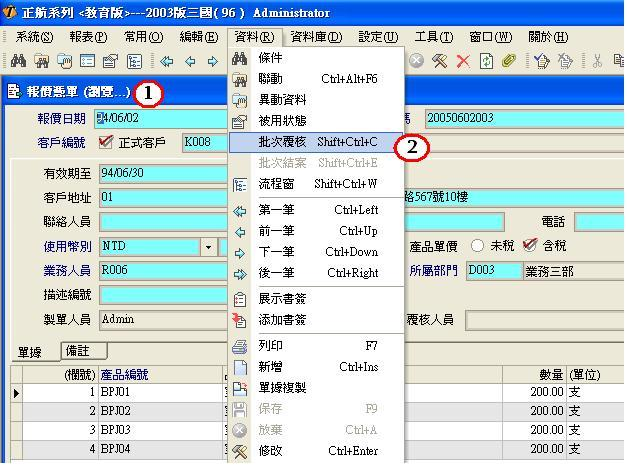 正航系列 <教育版>---2003版三國( 96 ) Administrator
系統(S) 報表(P) 常用(O) 編輯(E) 資料(R) 資料庫(D) 設定(U) 工具(T) 窗口(W) 關於(H)
報價憑單 (瀏覽...) 1
報價日期 94/06/02 20050602003
客戶編號 正式客戶 K008
有效期至 94/06/30
客戶地址 01 路567號10樓
聯絡人員 電話
使用幣別 NTD 產品單價 未稅 含稅
業務人員 R006 所屬部門 D003 業務三部
描述編號
製單人員 Admin 覆核人員
單據 備註
(欄號) 產品編號 數量 (單位)
1 BPJ01 200.00 支
2 BPJ02 200.00 支
3 BPJ03 200.00 支
4 BPJ04 200.00 支
條件
聯動 Ctrl+Alt+F6
異動資料
被用狀態
批次覆核 Shift+Ctrl+C 2
批次結案 Shift+Ctrl+E
流程窗 Shift+Ctrl+W
第一筆 Ctrl+Left
前一筆 Ctrl+Up
下一筆 Ctrl+Down
後一筆 Ctrl+Right
展示書簽
添加書簽
列印 F7
新增 Ctrl+Ins
單據複製
保存 F9
放棄 Ctrl+A
修改 Ctrl+Enter